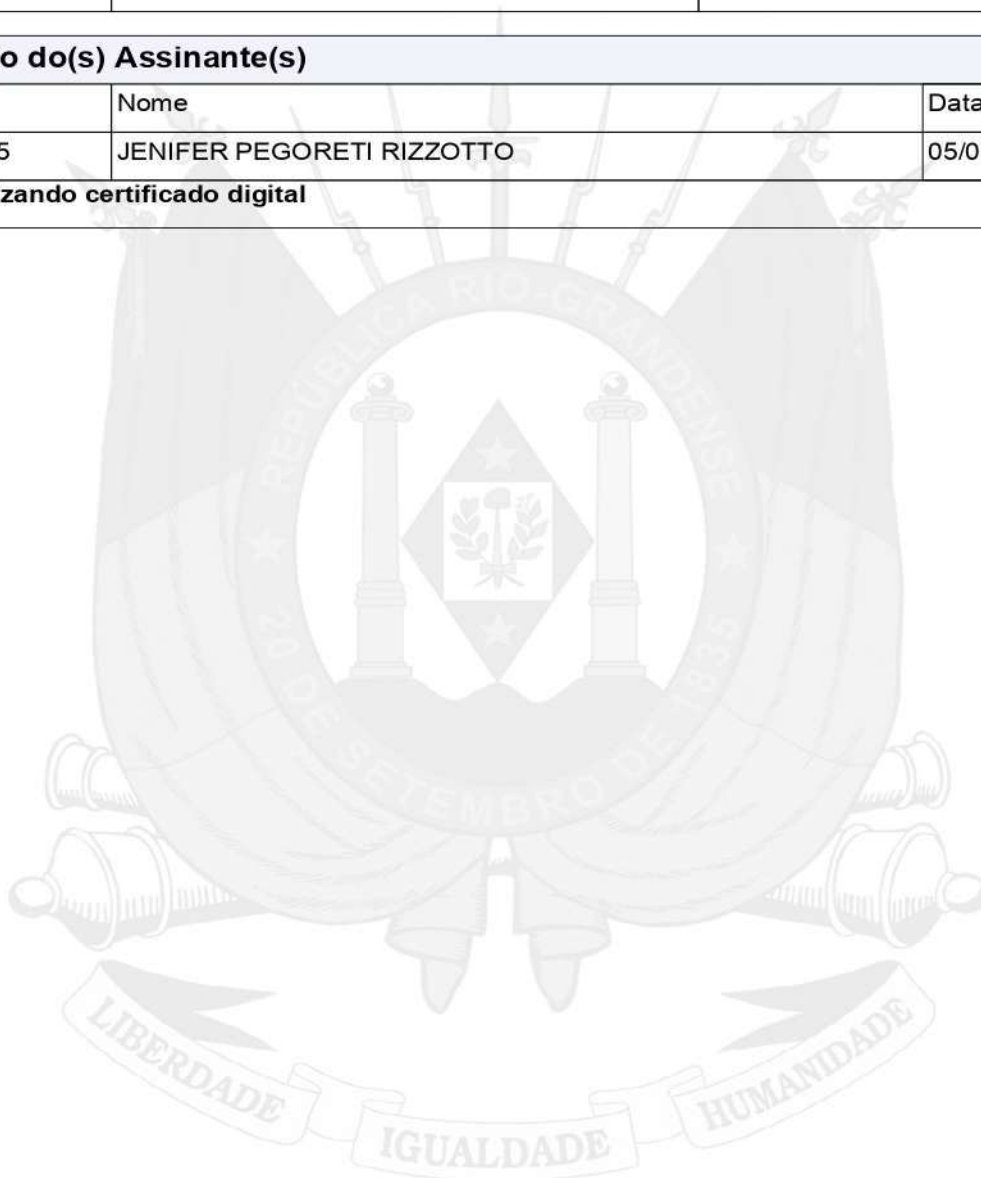 o do(s) Assinante(s)
Nome
Data
5
JENIFER PEGORETI RIZZOTTO
05/0
zando certificado digital
REPÚBLICA RIO-GRANDENSE
20 DE SETEMBRO DE 1835
LIBERDADE
IGUALDADE
HUMANIDADE